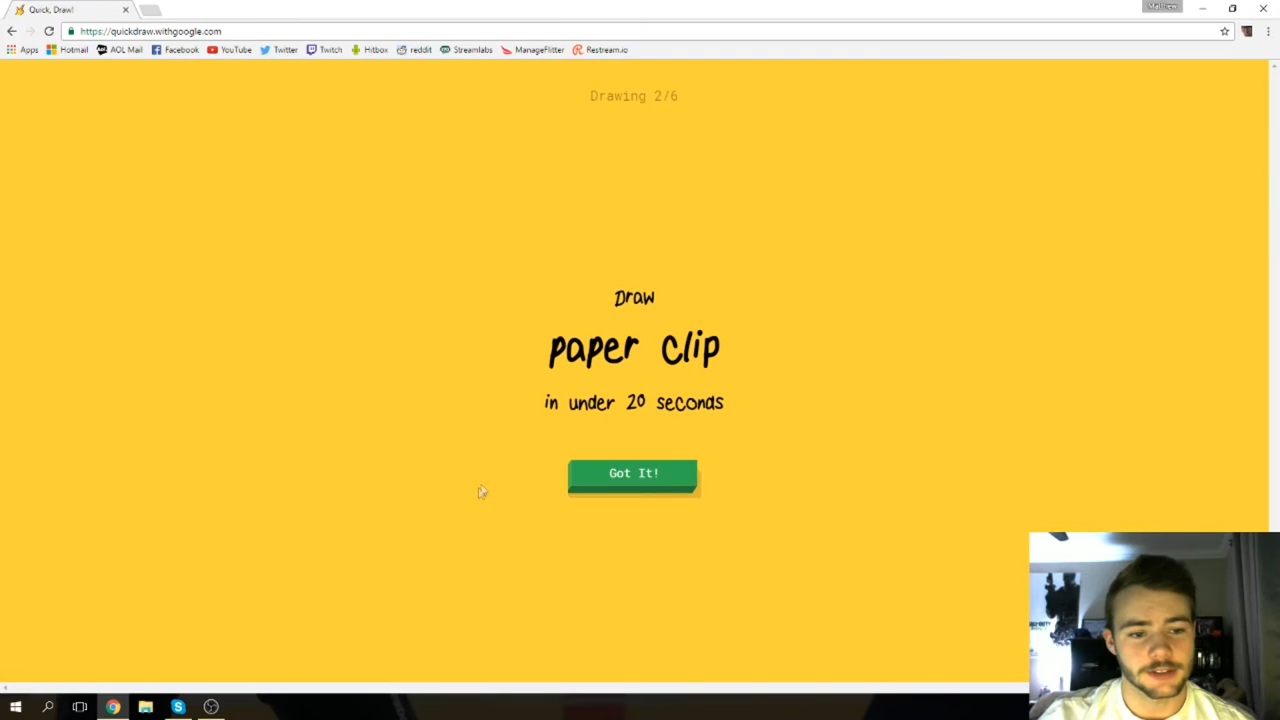 Quick, Draw!
Matthew
https://quickdraw.withgoogle.com
Apps Hotmail AOL Mail Facebook YouTube Twitter Twitch Hitbox reddit Streamlabs ManageFlitter Restream.io
Drawing 2/6
Draw
paper clip
in under 20 seconds
Got It!